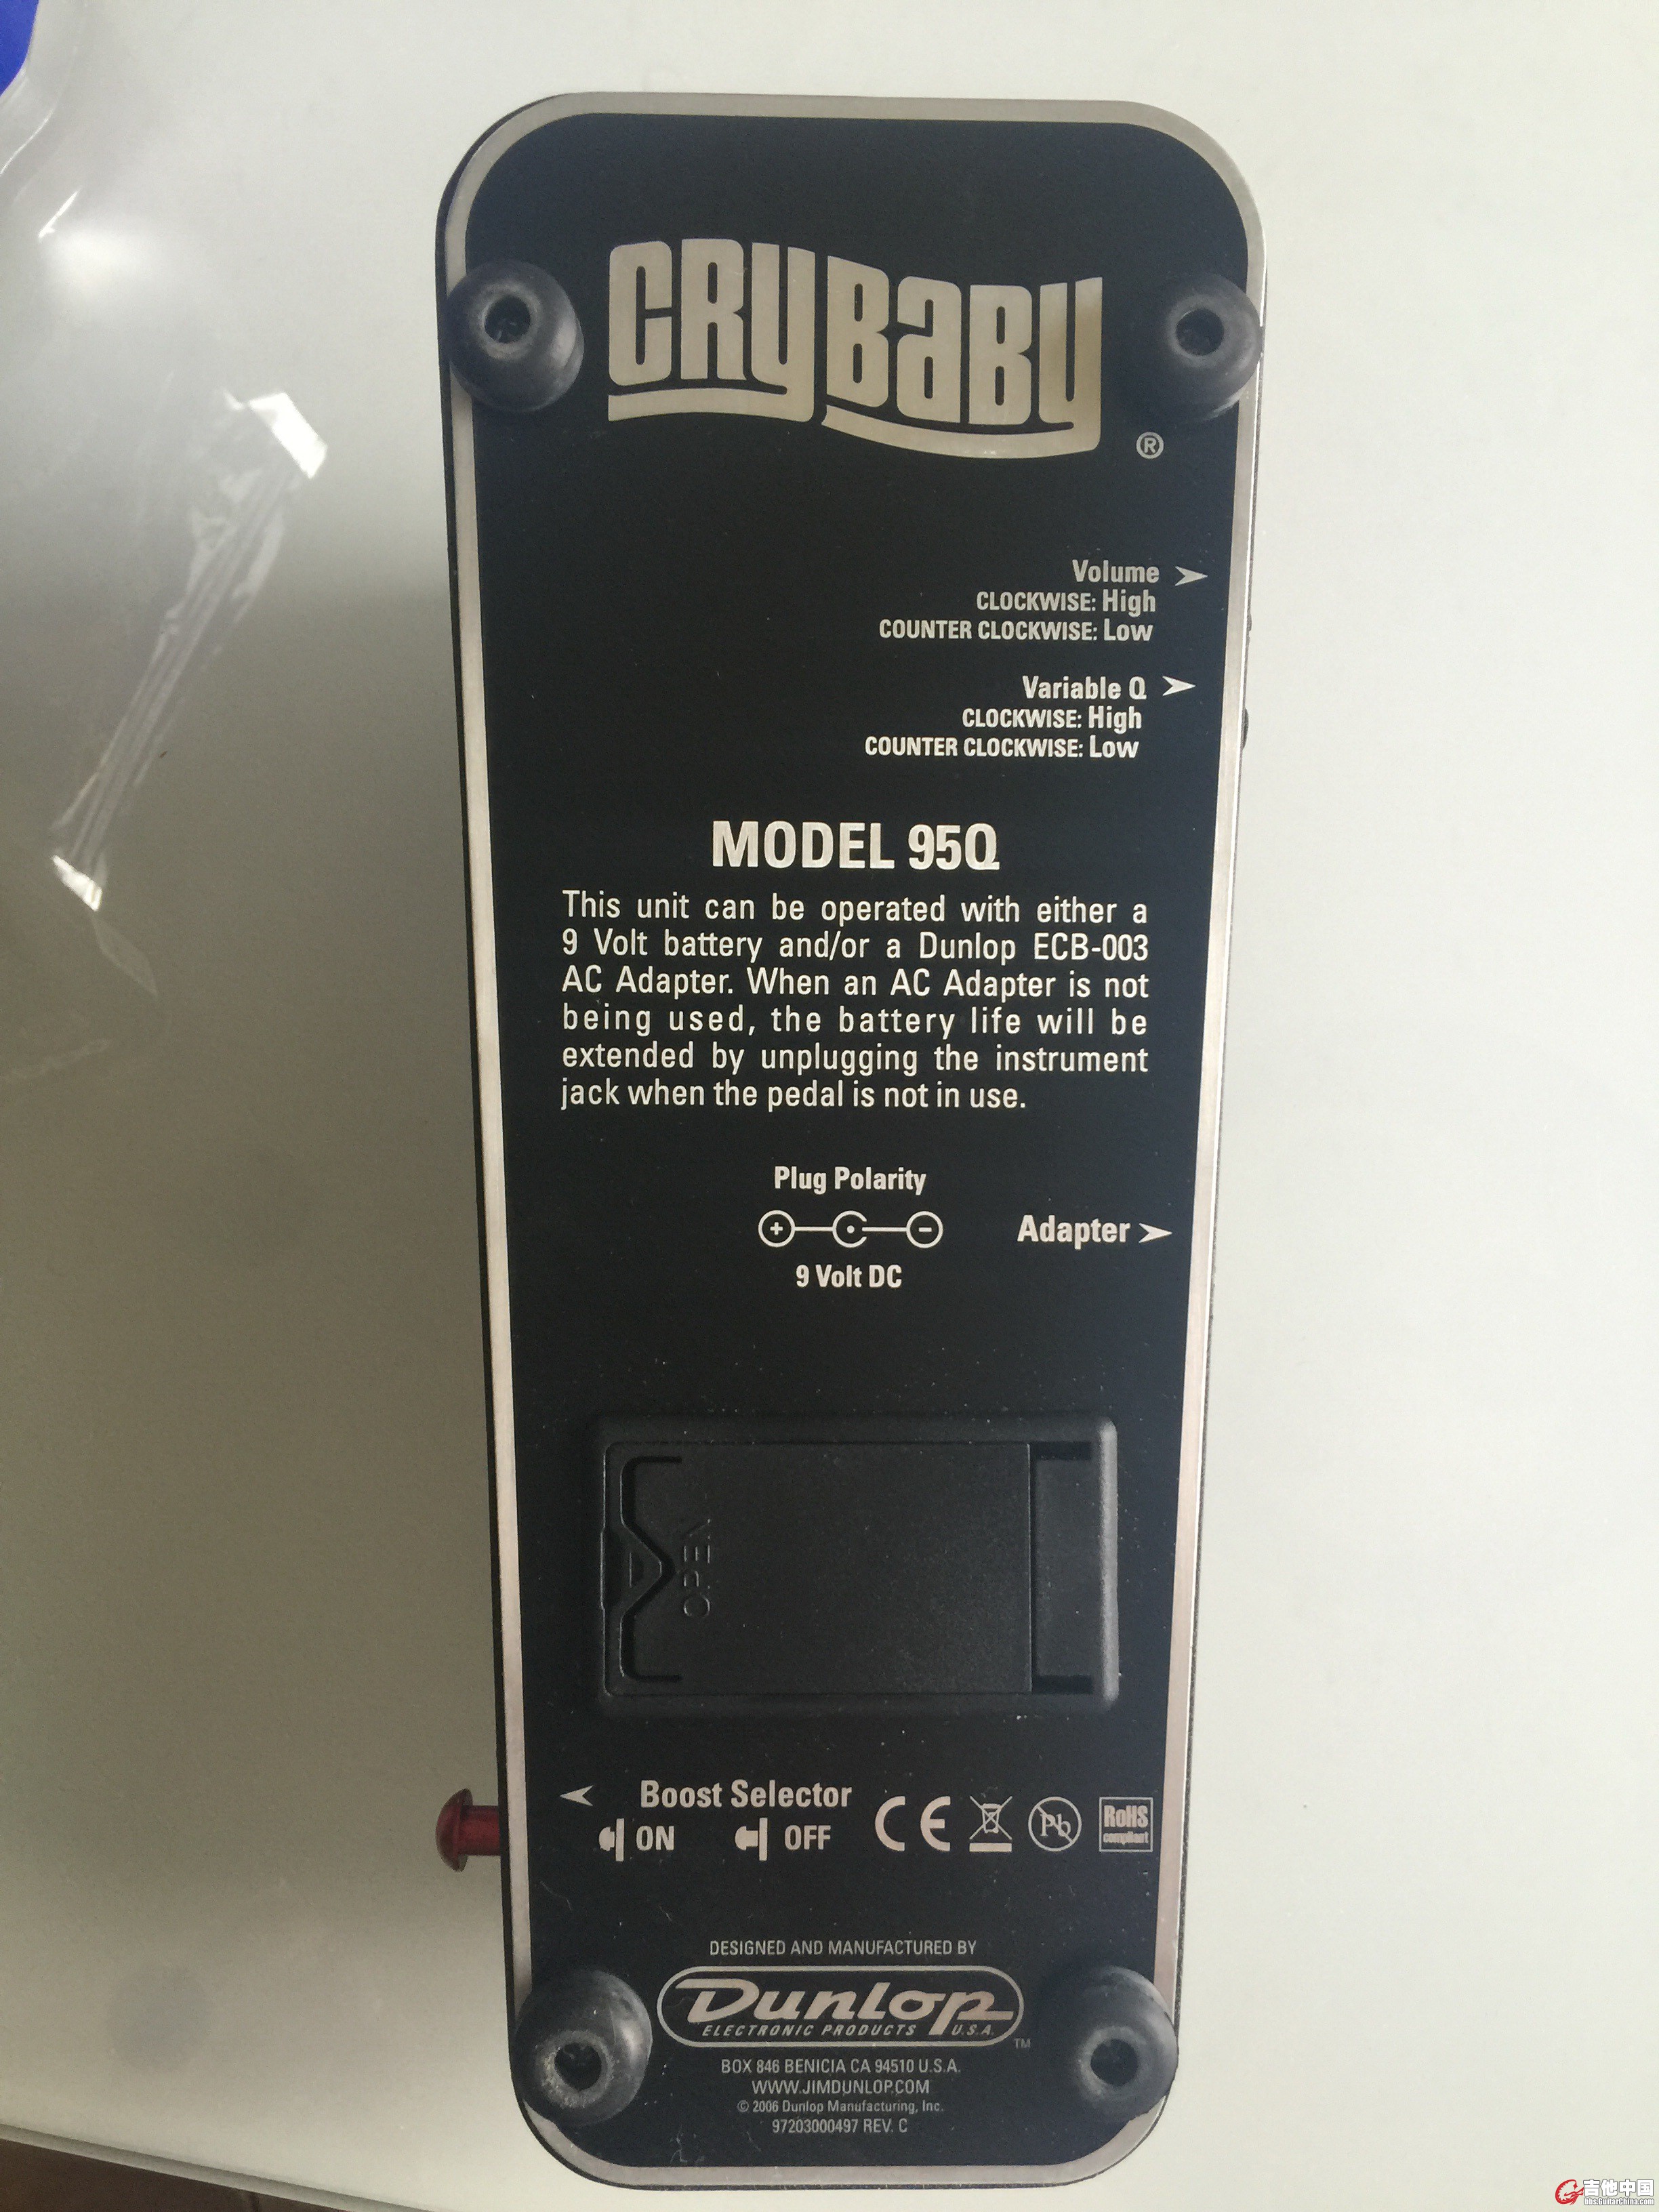 CRYBABY
®
Volume
CLOCKWISE: High
COUNTER CLOCKWISE: Low
Variable Q
CLOCKWISE: High
COUNTER CLOCKWISE: Low
MODEL 95Q
This unit can be operated with either a
9 Volt battery and/or a Dunlop ECB-003
AC Adapter. When an AC Adapter is not
being used, the battery life will be
extended by unplugging the instrument
jack when the pedal is not in use.
Plug Polarity
+ -
Adapter
9 Volt DC
OPEN
Boost Selector
ON OFF
CE Pb RoHS
compliant
DESIGNED AND MANUFACTURED BY
Dunlop
ELECTRONIC PRODUCTS U.S.A.
TM
BOX 846 BENICIA CA 94510 U.S.A.
WWW.JIMDUNLOP.COM
© 2006 Dunlop Manufacturing, Inc.
97203000497 REV. C
吉他中国
bbs.GuitarChina.com